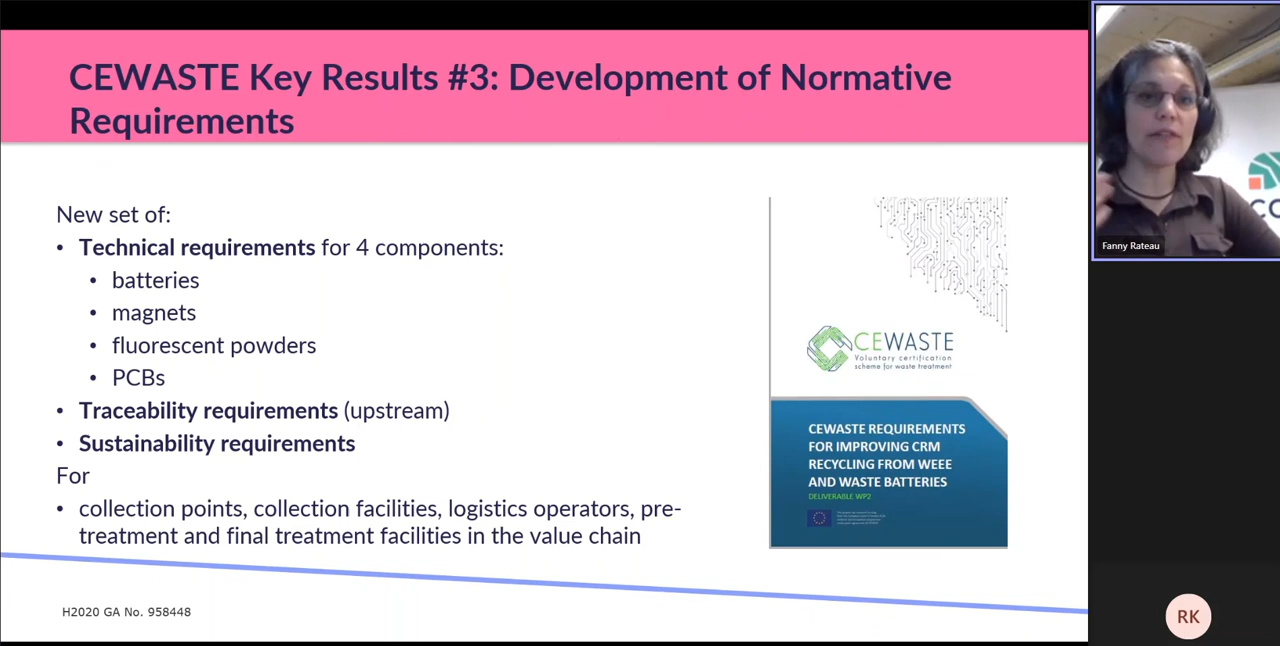 CEWASTE Key Results #3: Development of Normative
Requirements
New set of:
• Technical requirements for 4 components:
• batteries
• magnets
• fluorescent powders
• PCBs
• Traceability requirements (upstream)
• Sustainability requirements
For
• collection points, collection facilities, logistics operators, pre-
treatment and final treatment facilities in the value chain
H2020 GA No. 958448
CEWASTE
Voluntary certification
scheme for waste treatment
CEWASTE REQUIREMENTS
FOR IMPROVING CRM
RECYCLING FROM WEEE
AND WASTE BATTERIES
DELIVERABLE WP2
Fanny Rateau
RK